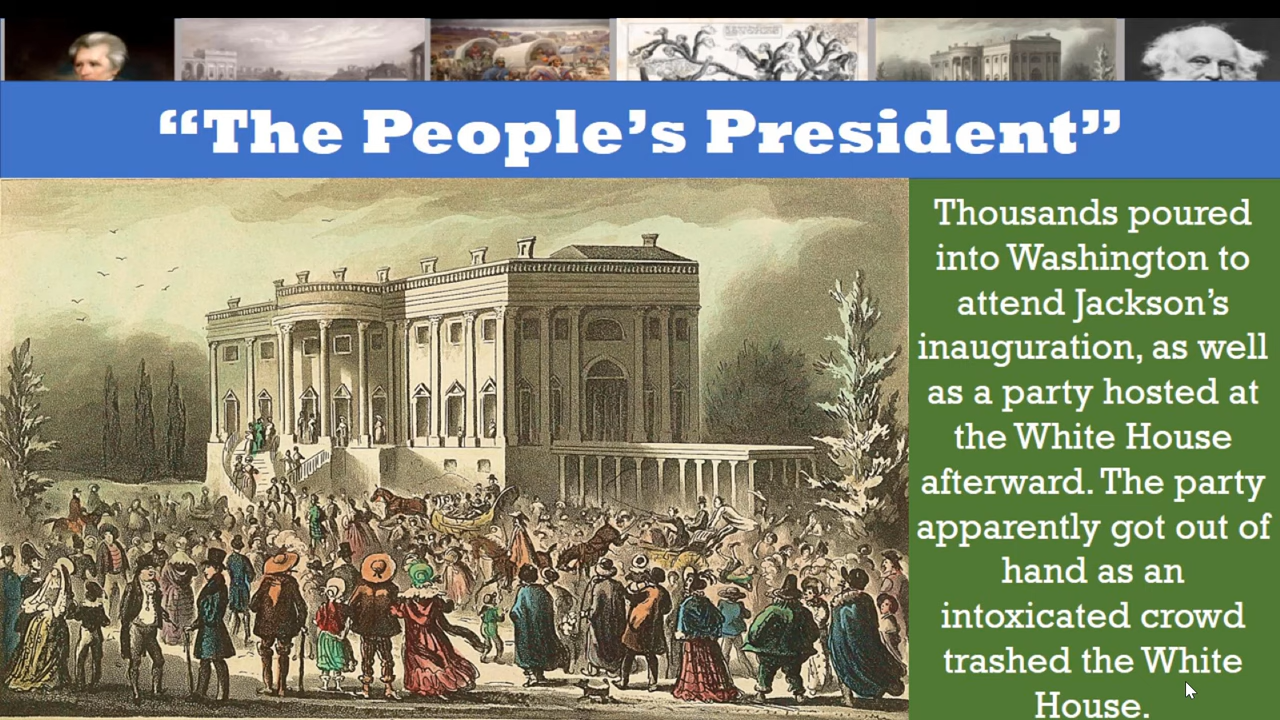 “The People’s President”
Thousands poured
into Washington to
attend Jackson’s
inauguration, as well
as a party hosted at
the White House
afterward. The party
apparently got out of
hand as an
intoxicated crowd
trashed the White
House.